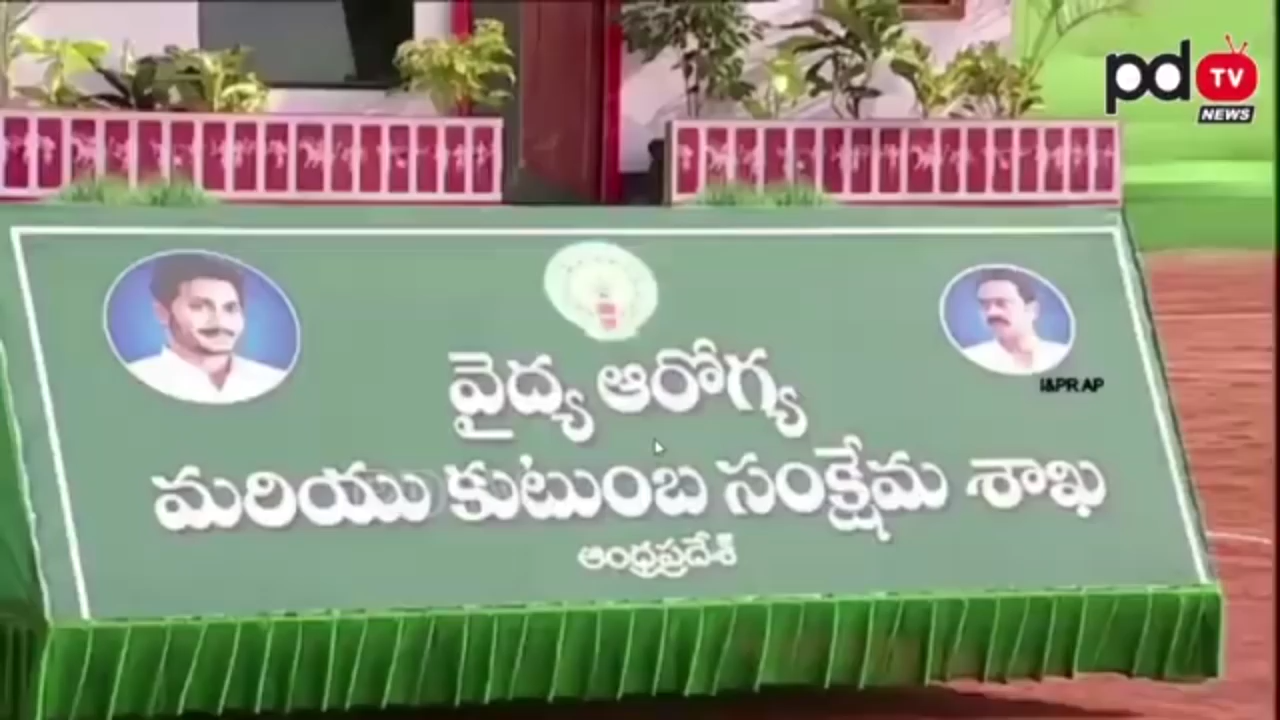 pd TV
NEWS
వైద్య ఆరోగ్య
I&PR AP
మరియు కుటుంబ సంక్షేమ శాఖ
ఆంధ్రప్రదేశ్